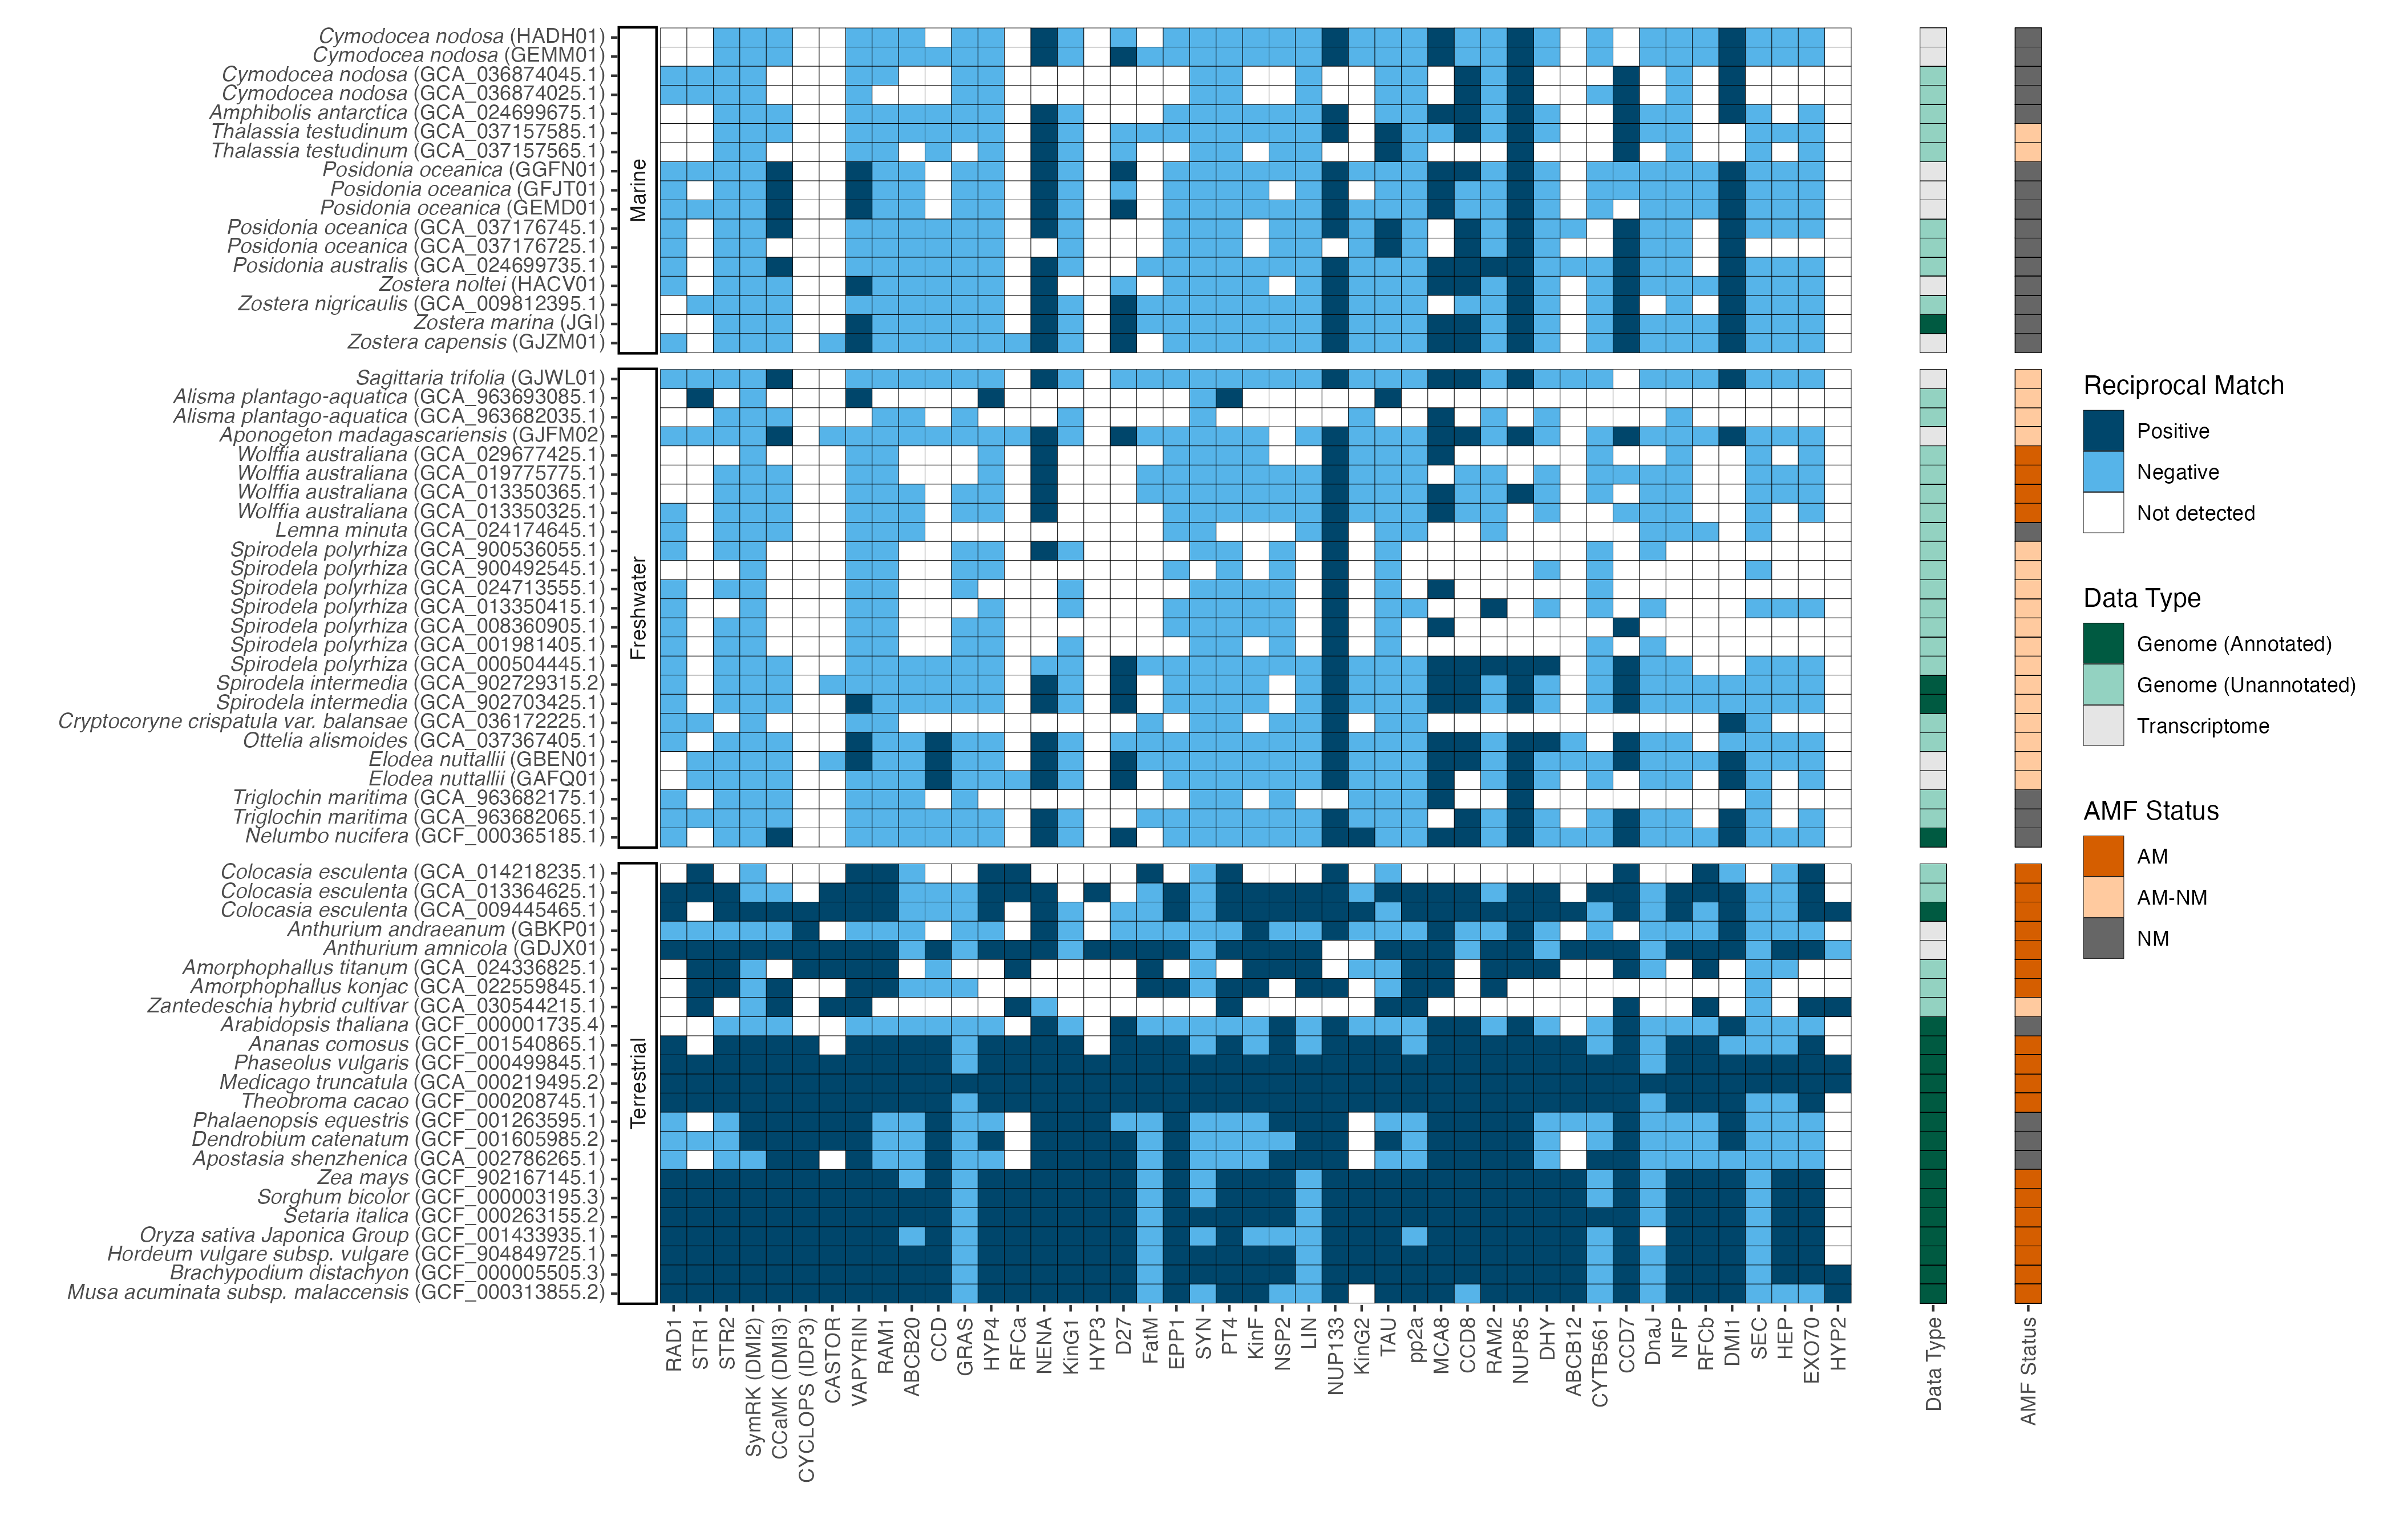 Cymodocea nodosa (HADH01)
Cymodocea nodosa (GEMM01)
Cymodocea nodosa (GCA_036874045.1)
Cymodocea nodosa (GCA_036874025.1)
Amphibolis antarctica (GCA_024699675.1)
Thalassia testudinum (GCA_037157585.1)
Thalassia testudinum (GCA_037157565.1)
Posidonia oceanica (GGFN01)
Posidonia oceanica (GFJT01)
Posidonia oceanica (GEMD01)
Posidonia oceanica (GCA_037176745.1)
Posidonia oceanica (GCA_037176725.1)
Posidonia australis (GCA_024699735.1)
Zostera noltei (HACV01)
Zostera nigricaulis (GCA_009812395.1)
Zostera marina (JGI)
Zostera capensis (GJZM01)
Marine
Sagittaria trifolia (GJWL01)
Alisma plantago-aquatica (GCA_963693085.1)
Alisma plantago-aquatica (GCA_963682035.1)
Aponogeton madagascariensis (GJFM02)
Wolffia australiana (GCA_029677425.1)
Wolffia australiana (GCA_019775775.1)
Wolffia australiana (GCA_013350365.1)
Wolffia australiana (GCA_013350325.1)
Lemna minuta (GCA_024174645.1)
Spirodela polyrhiza (GCA_900536055.1)
Spirodela polyrhiza (GCA_900492545.1)
Spirodela polyrhiza (GCA_024713555.1)
Spirodela polyrhiza (GCA_013350415.1)
Spirodela polyrhiza (GCA_008360905.1)
Spirodela polyrhiza (GCA_001981405.1)
Spirodela polyrhiza (GCA_000504445.1)
Spirodela intermedia (GCA_902729315.2)
Spirodela intermedia (GCA_902703425.1)
Cryptocoryne crispatula var. balansae (GCA_036172225.1)
Ottelia alismoides (GCA_037367405.1)
Elodea nuttallii (GBEN01)
Elodea nuttallii (GAFQ01)
Triglochin maritima (GCA_963682175.1)
Triglochin maritima (GCA_963682065.1)
Nelumbo nucifera (GCF_000365185.1)
Freshwater
Colocasia esculenta (GCA_014218235.1)
Colocasia esculenta (GCA_013364625.1)
Colocasia esculenta (GCA_009445465.1)
Anthurium andraeanum (GBKP01)
Anthurium amnicola (GDJX01)
Amorphophallus titanum (GCA_024336825.1)
Amorphophallus konjac (GCA_022559845.1)
Zantedeschia hybrid cultivar (GCA_030544215.1)
Arabidopsis thaliana (GCF_000001735.4)
Ananas comosus (GCF_001540865.1)
Phaseolus vulgaris (GCF_000499845.1)
Medicago truncatula (GCA_000219495.2)
Theobroma cacao (GCF_000208745.1)
Phalaenopsis equestris (GCF_001263595.1)
Dendrobium catenatum (GCF_001605985.2)
Apostasia shenzhenica (GCA_002786265.1)
Zea mays (GCF_902167145.1)
Sorghum bicolor (GCF_000003195.3)
Setaria italica (GCF_000263155.2)
Oryza sativa Japonica Group (GCF_001433935.1)
Hordeum vulgare subsp. vulgare (GCF_904849725.1)
Brachypodium distachyon (GCF_000005505.3)
Musa acuminata subsp. malaccensis (GCF_000313855.2)
Terrestrial
RAD1
STR1
STR2
SymRK (DMI2)
CCaMK (DMI3)
CYCLOPS (IDP3)
CASTOR
VAPYRIN
RAM1
ABCB20
CCD
GRAS
HYP4
RFCa
NENA
KinG1
HYP3
D27
FatM
EPP1
SYN
PT4
KinF
NSP2
LIN
NUP133
KinG2
TAU
pp2a
MCA8
CCD8
RAM2
NUP85
DHY
ABCB12
CYTB561
CCD7
DnaJ
NFP
RFCb
DMI1
SEC
HEP
EXO70
HYP2
Data Type
AMF Status
Reciprocal Match
Positive
Negative
Not detected
Data Type
Genome (Annotated)
Genome (Unannotated)
Transcriptome
AMF Status
AM
AM-NM
NM